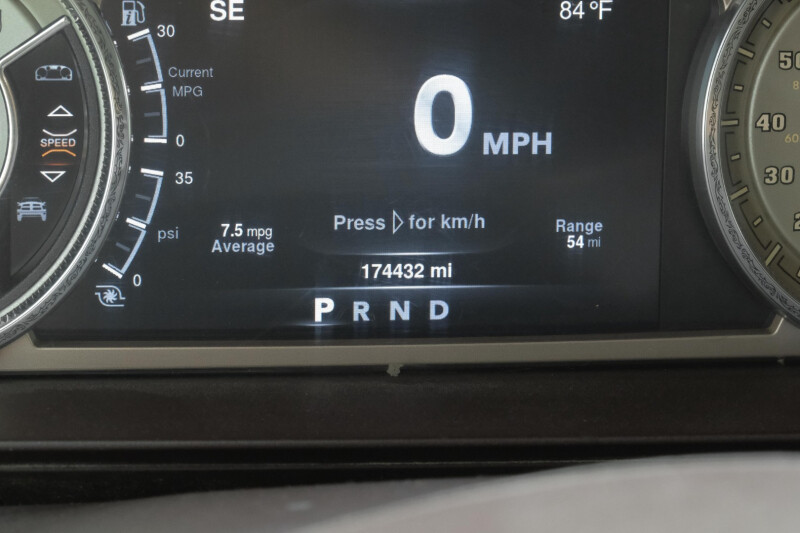 SE
84 °F
30
Current
MPG
0
SPEED
35
psi
0
0 MPH
Press ▷ for km/h
7.5 mpg
Average
Range
54 mi
174432 mi
P R N D
50
40
60
30